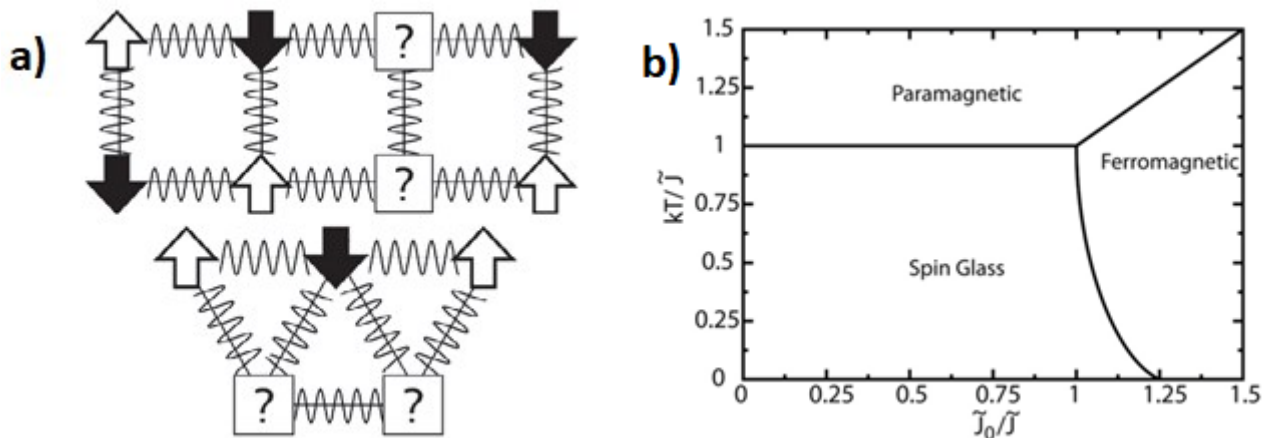 a)
?
?
? ?
b)
kT/J̃
1.5
1.25
1
0.75
0.5
0.25
0
Paramagnetic
Ferromagnetic
Spin Glass
0 0.25 0.5 0.75 1 1.25 1.5
J̃₀/J̃